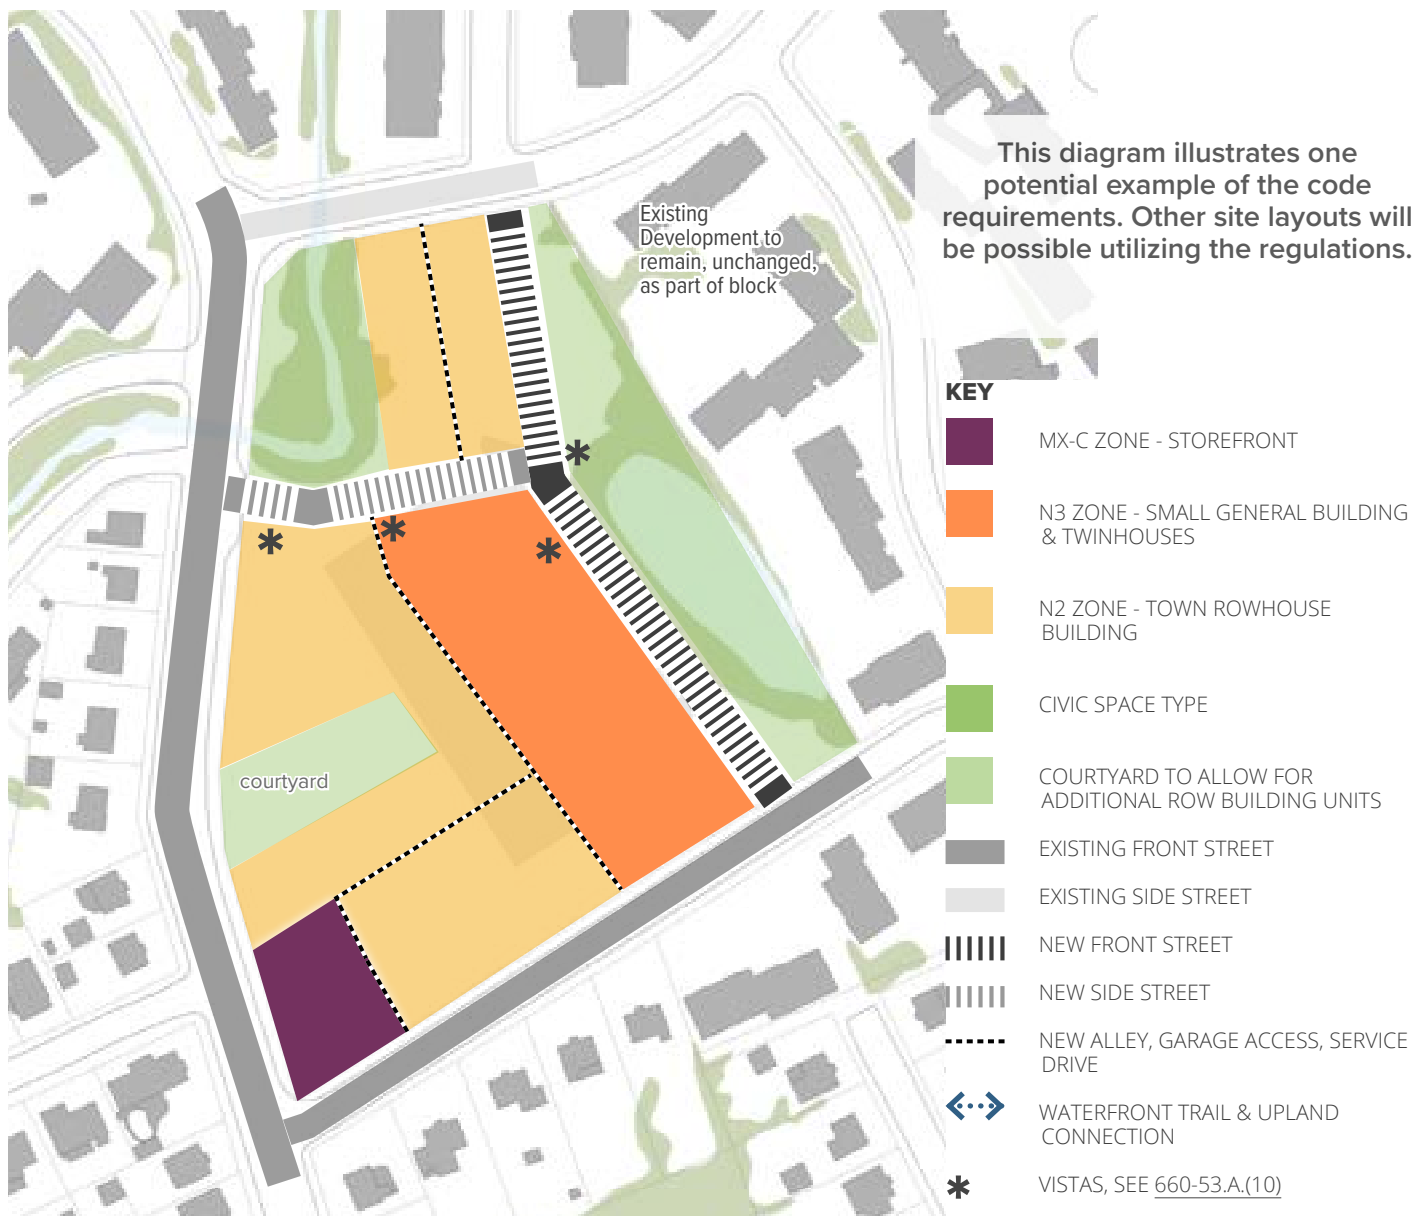 This diagram illustrates one
potential example of the code
requirements. Other site layouts will
be possible utilizing the regulations.
Existing
Development to
remain, unchanged,
as part of block
courtyard
KEY
MX-C ZONE - STOREFRONT
N3 ZONE - SMALL GENERAL BUILDING
& TWINHOUSES
N2 ZONE - TOWN ROWHOUSE
BUILDING
CIVIC SPACE TYPE
COURTYARD TO ALLOW FOR
ADDITIONAL ROW BUILDING UNITS
EXISTING FRONT STREET
EXISTING SIDE STREET
NEW FRONT STREET
NEW SIDE STREET
NEW ALLEY, GARAGE ACCESS, SERVICE
DRIVE
WATERFRONT TRAIL & UPLAND
CONNECTION
VISTAS, SEE 660-53.A.(10)